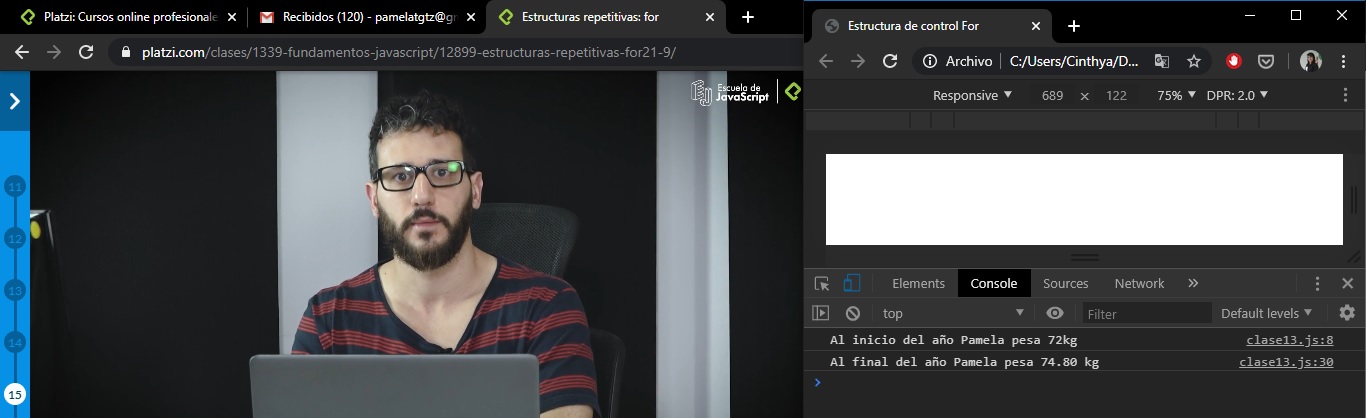 Platzi: Cursos online profesionale
Recibidos (120) - pamelatgtz@gm
Estructuras repetitivas: for
platzi.com/clases/1339-fundamentos-javascript/12899-estructuras-repetitivas-for21-9/
Escuela de
JavaScript
11
12
13
14
15
Estructura de control For
Archivo
C:/Users/Cinthya/D...
Responsive
689 × 122
75%
DPR: 2.0
Elements
Console
Sources
Network
top
Filter
Default levels
Al inicio del año Pamela pesa 72kg
clase13.js:8
Al final del año Pamela pesa 74.80 kg
clase13.js:30